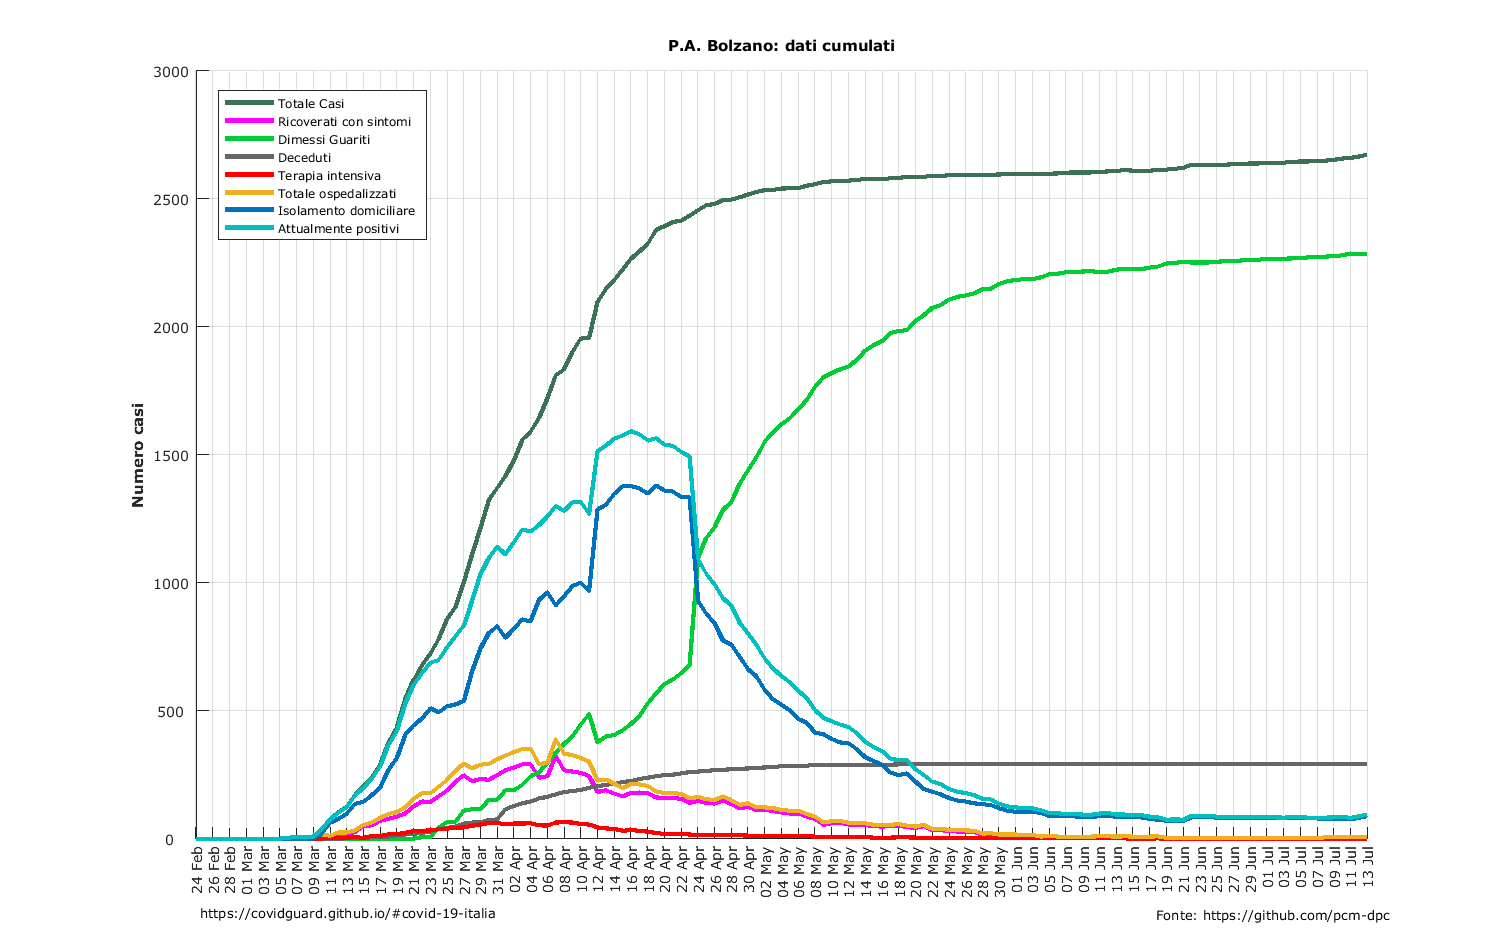 P.A. Bolzano: dati cumulati
3000
2500
2000
1500
1000
500
0
Numero casi
Totale Casi
Ricoverati con sintomi
Dimessi Guariti
Deceduti
Terapia intensiva
Totale ospedalizzati
Isolamento domiciliare
Attualmente positivi
24 Feb
26 Feb
28 Feb
01 Mar
03 Mar
05 Mar
07 Mar
09 Mar
11 Mar
13 Mar
15 Mar
17 Mar
19 Mar
21 Mar
23 Mar
25 Mar
27 Mar
29 Mar
31 Mar
02 Apr
04 Apr
06 Apr
08 Apr
10 Apr
12 Apr
14 Apr
16 Apr
18 Apr
20 Apr
22 Apr
24 Apr
26 Apr
28 Apr
30 Apr
02 May
04 May
06 May
08 May
10 May
12 May
14 May
16 May
18 May
20 May
22 May
24 May
26 May
28 May
30 May
01 Jun
03 Jun
05 Jun
07 Jun
09 Jun
11 Jun
13 Jun
15 Jun
17 Jun
19 Jun
21 Jun
23 Jun
25 Jun
27 Jun
29 Jun
01 Jul
03 Jul
05 Jul
07 Jul
09 Jul
11 Jul
13 Jul
https://covidguard.github.io/#covid-19-italia
Fonte: https://github.com/pcm-dpc